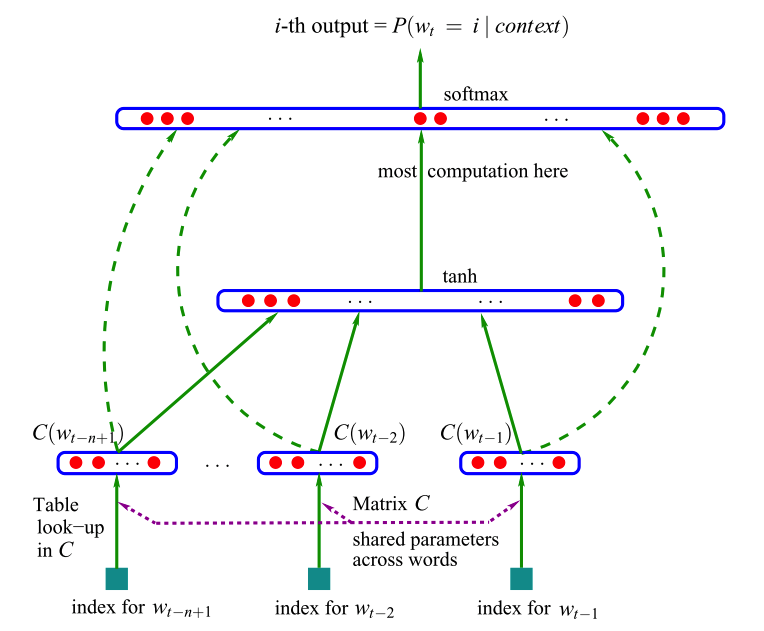 i-th output = P(w_t = i | context)
softmax
. . .
. . .
most computation here
tanh
. . .
. . .
C(w_{t−n+1})
C(w_{t−2})
C(w_{t−1})
. . .
. . .
. . .
. . .
Table
look−up
in C
Matrix C
shared parameters
across words
index for w_{t−n+1}
index for w_{t−2}
index for w_{t−1}